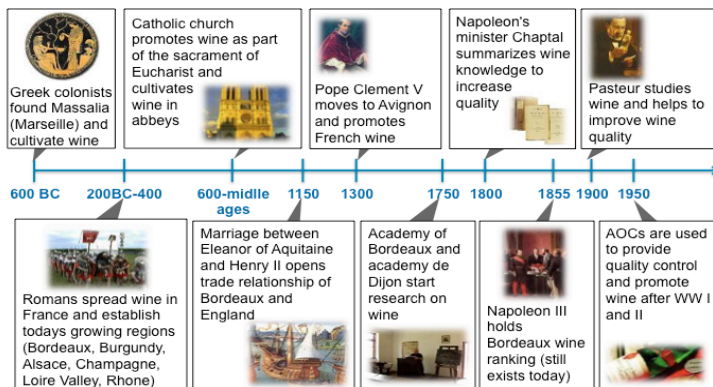 Greek colonists
found Massalia
(Marseille) and
cultivate wine
Catholic church
promotes wine as part
of the sacrament of
Eucharist and
cultivates
wine in
abbeys
Pope Clement V
moves to Avignon
and promotes
French wine
Napoleon's
minister Chaptal
summarizes wine
knowledge to
increase
quality
Pasteur studies
wine and helps to
improve wine
quality
600 BC
200BC-400
600-midlle
ages
1150
1300
1750
1800
1855
1900
1950
Romans spread wine in
France and establish
todays growing regions
(Bordeaux, Burgundy,
Alsace, Champagne,
Loire Valley, Rhone)
Marriage between
Eleanor of Aquitaine
and Henry II opens
trade relationship of
Bordeaux and
England
Academy of
Bordeaux and
academy de
Dijon start
research on
wine
Napoleon III
holds
Bordeaux wine
ranking (still
exists today)
AOCs are used
to provide
quality control
and promote
wine after WW I
and II